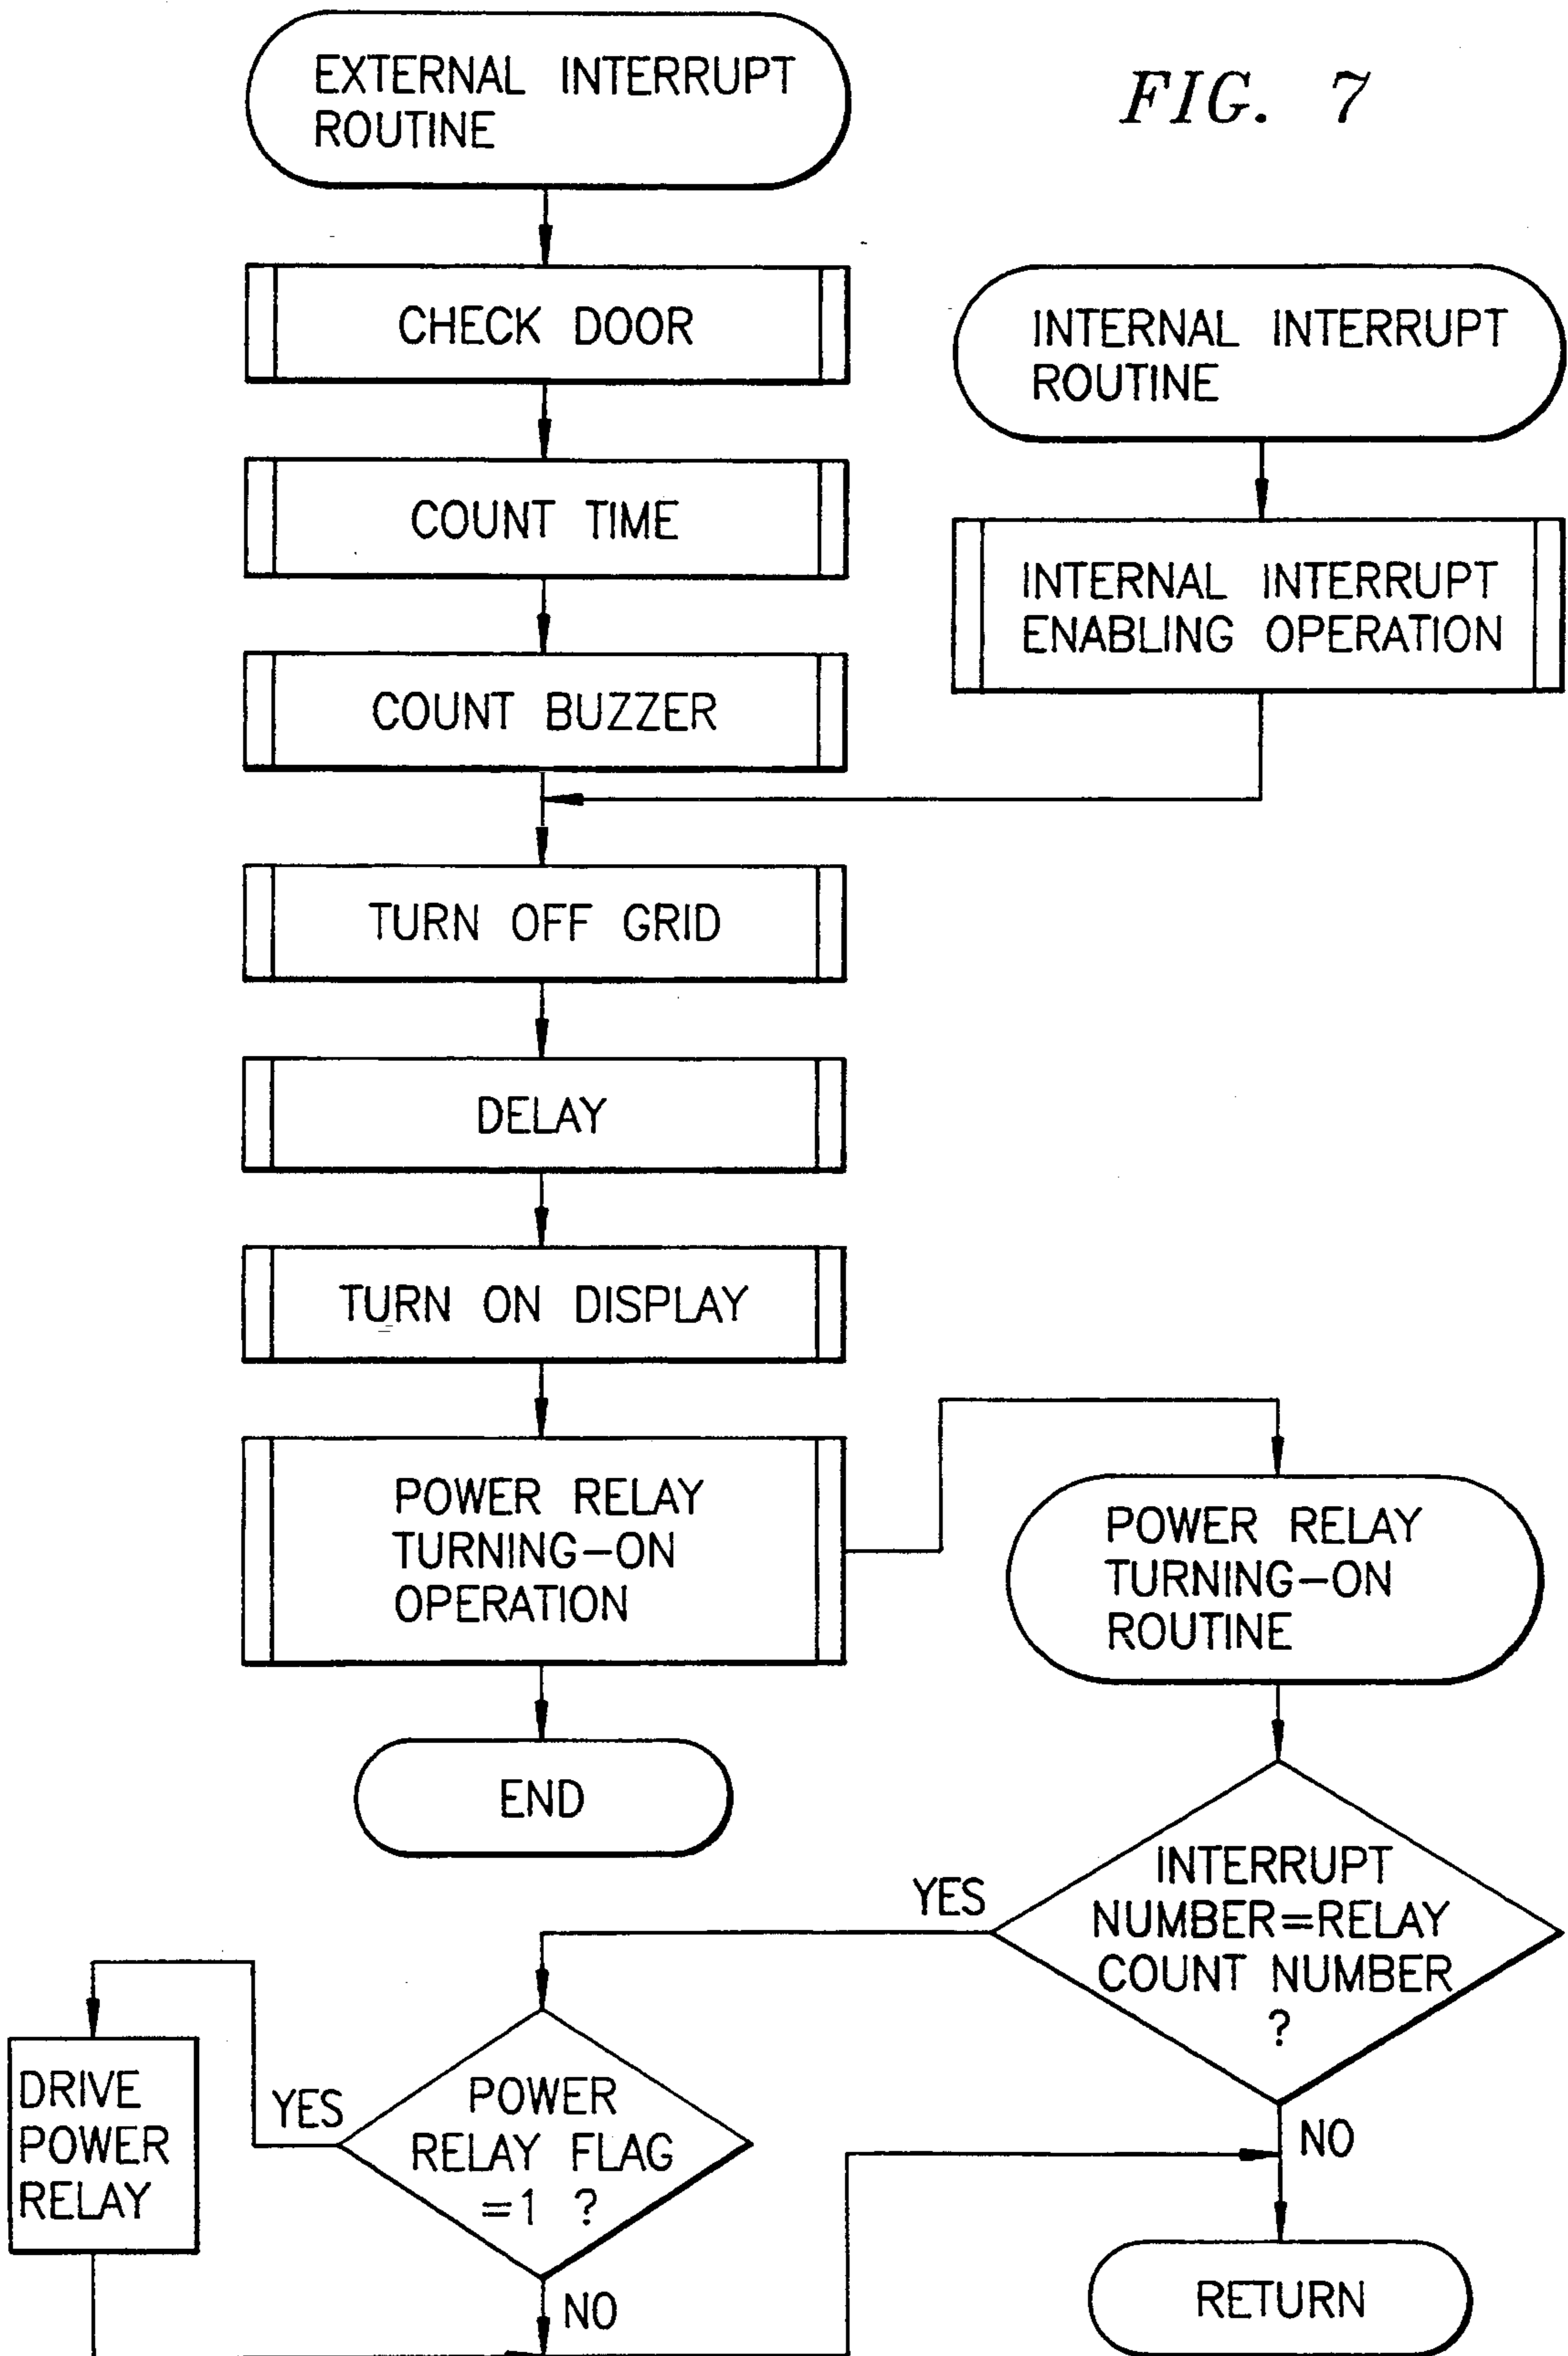 FIG. 7
EXTERNAL INTERRUPT
ROUTINE
CHECK DOOR
COUNT TIME
COUNT BUZZER
INTERNAL INTERRUPT
ROUTINE
INTERNAL INTERRUPT
ENABLING OPERATION
TURN OFF GRID
DELAY
TURN ON DISPLAY
POWER RELAY
TURNING-ON
OPERATION
END
POWER RELAY
TURNING-ON
ROUTINE
INTERRUPT
NUMBER=RELAY
COUNT NUMBER
?
YES
NO
POWER
RELAY FLAG
=1 ?
YES
NO
DRIVE
POWER
RELAY
RETURN